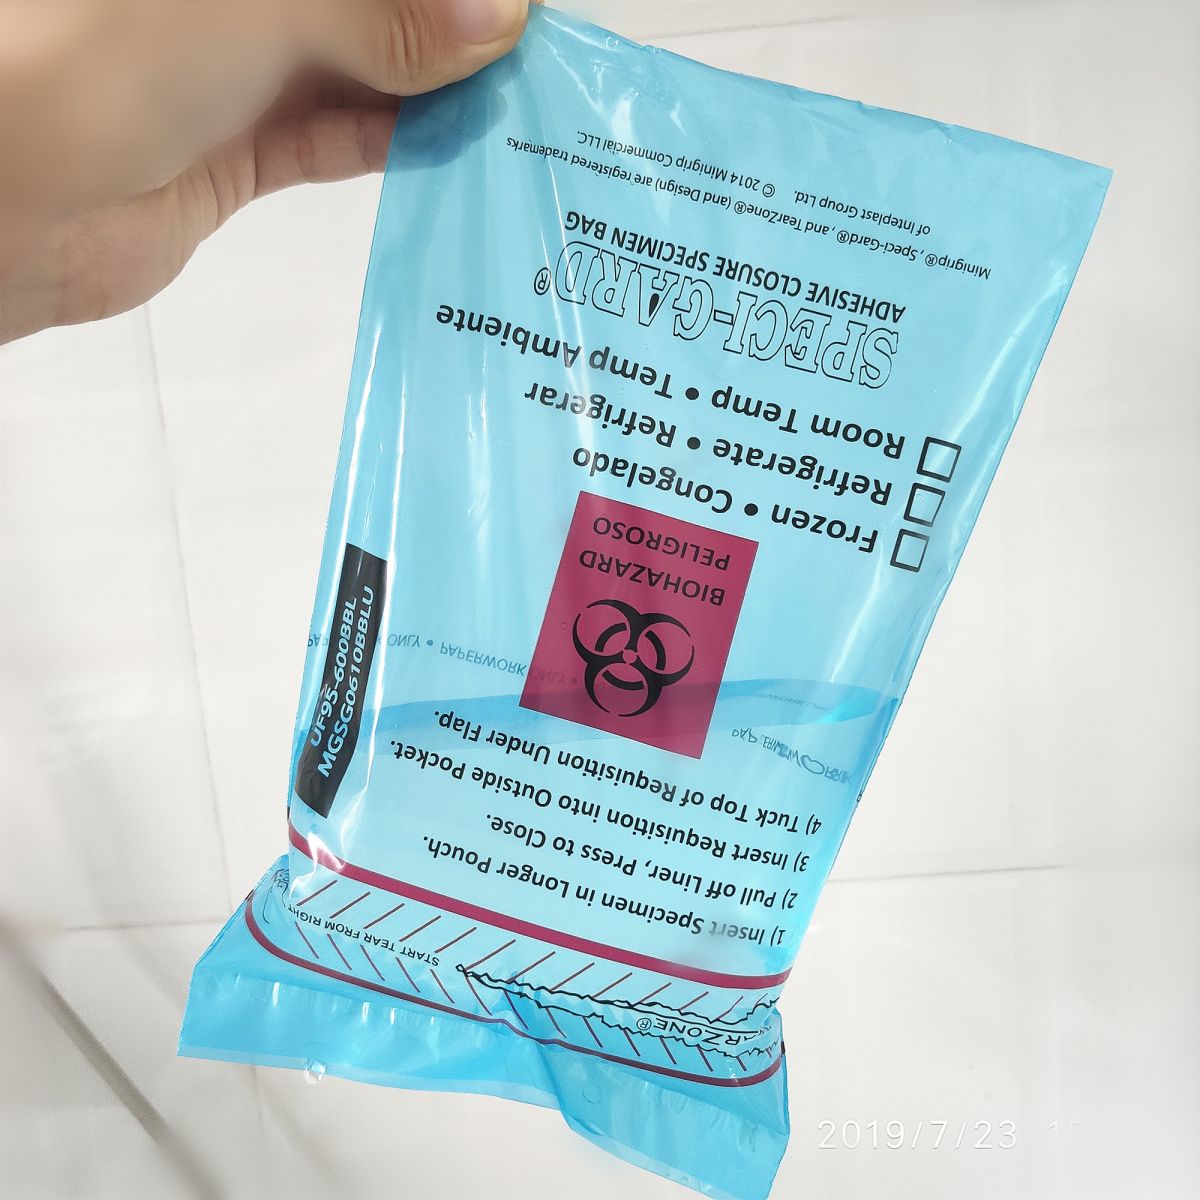 START TEAR FROM RIGHT
1) Insert Specimen in Longer Pouch.
2) Pull off Liner, Press to Close.
3) Insert Requisition into Outside Pocket.
4) Tuck Top of Requisition Under Flap.
PAPERWORK ONLY
BIOHAZARD
PELIGROSO
Frozen • Congelado
Refrigerate • Refrigerar
Room Temp • Temp Ambiente
SPECI-GARD®
ADHESIVE CLOSURE SPECIMEN BAG
Minigrip®, Speci-Gard®, and TearZone® (and Design) are registered trademarks
of Inteplast Group Ltd. © 2014 Minigrip Commercial LLC.
UF95-600BBL
MGSG0610BBLU
2019/7/23